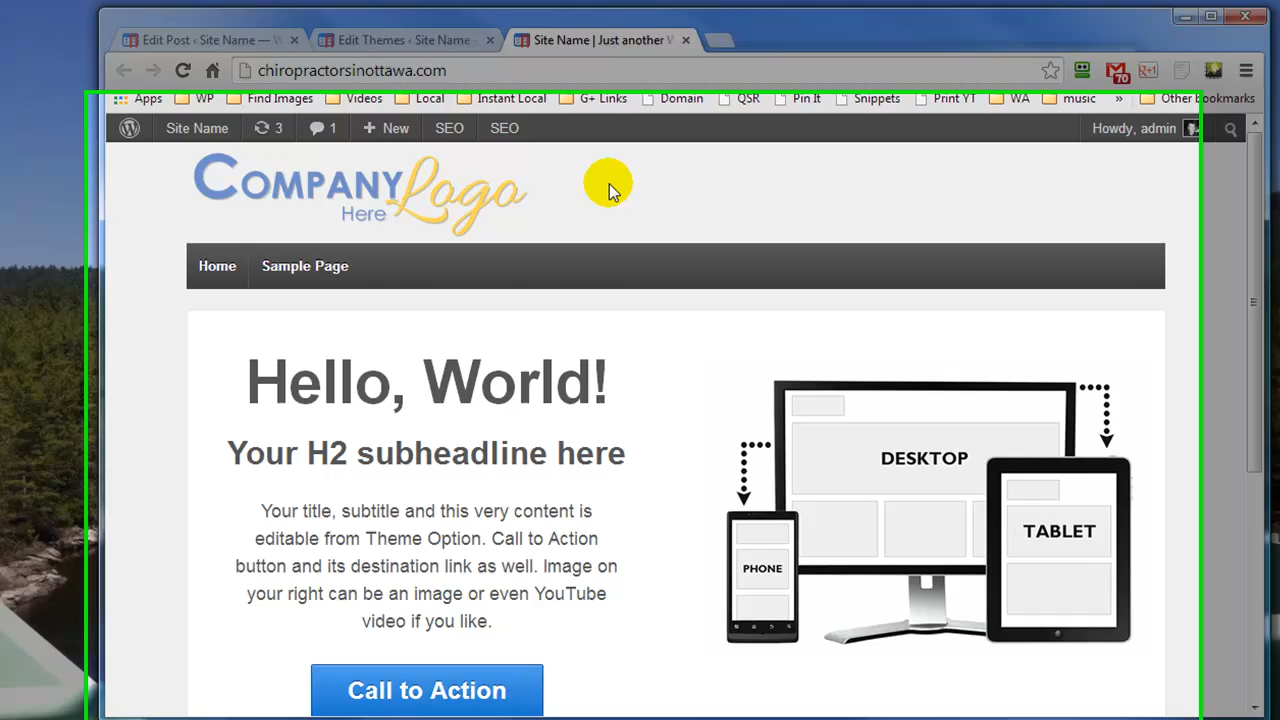 Edit Post ‹ Site Name — W
Edit Themes ‹ Site Name
Site Name | Just another W
chiropractorsinottawa.com
70
g+1
Apps WP Find Images Videos Local Instant Local G+ Links Domain QSR Pin It Snippets Print YT WA music » Other bookmarks
Site Name 3 1 + New SEO SEO Howdy, admin
Company Logo
Here
Home Sample Page
Hello, World!
Your H2 subheadline here
Your title, subtitle and this very content is
editable from Theme Option. Call to Action
button and its destination link as well. Image on
your right can be an image or even YouTube
video if you like.
Call to Action
DESKTOP
TABLET
PHONE